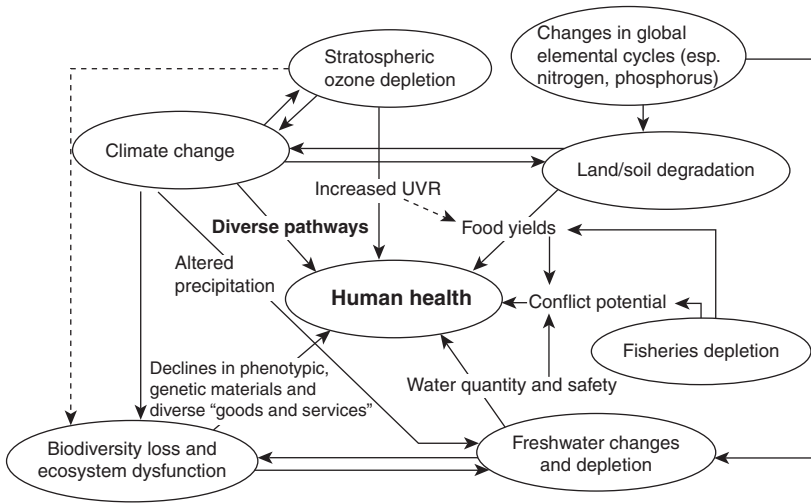 Stratospheric
ozone depletion
Changes in global
elemental cycles (esp.
nitrogen, phosphorus)
Climate change
Land/soil degradation
Increased UVR
Diverse pathways
Food yields
Altered
precipitation
Human health
Conflict potential
Fisheries depletion
Declines in phenotypic,
genetic materials and
diverse “goods and services”
Water quantity and safety
Biodiversity loss and
ecosystem dysfunction
Freshwater changes
and depletion